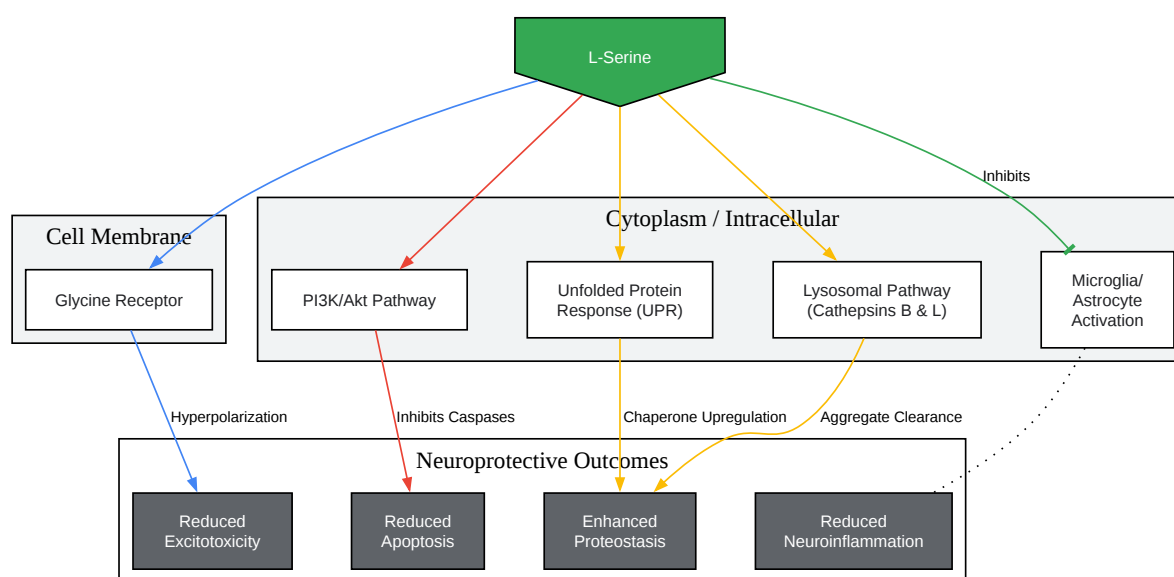 L-Serine
Inhibits
Cytoplasm / Intracellular
Cell Membrane
Glycine Receptor
PI3K/Akt Pathway
Unfolded Protein
Response (UPR)
Lysosomal Pathway
(Cathepsins B & L)
Microglia/
Astrocyte
Activation
Hyperpolarization
Inhibits Caspases
Chaperone Upregulation
Aggregate Clearance
Neuroprotective Outcomes
Reduced
Excitotoxicity
Reduced
Apoptosis
Enhanced
Proteostasis
Reduced
Neuroinflammation